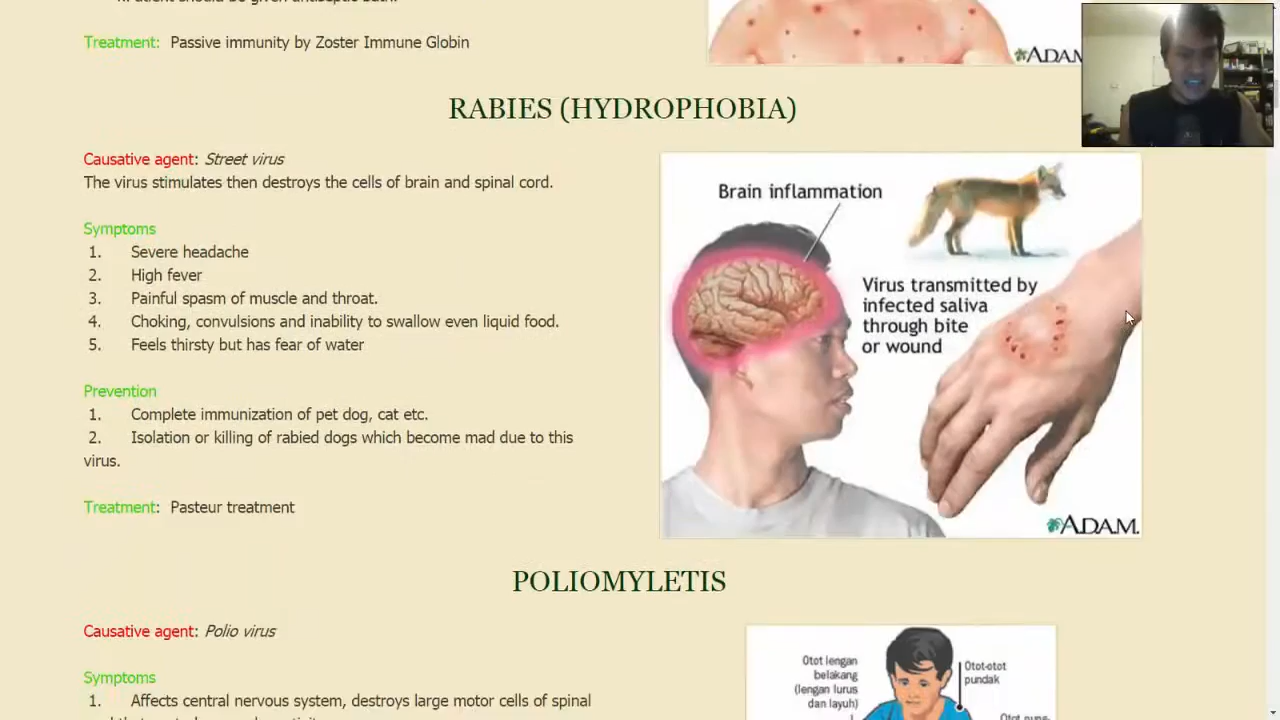 Treatment:  Passive immunity by Zoster Immune Globin
RABIES (HYDROPHOBIA)
Causative agent: Street virus
The virus stimulates then destroys the cells of brain and spinal cord.
Symptoms
1. Severe headache
2. High fever
3. Painful spasm of muscle and throat.
4. Choking, convulsions and inability to swallow even liquid food.
5. Feels thirsty but has fear of water
Prevention
1. Complete immunization of pet dog, cat etc.
2. Isolation or killing of rabied dogs which become mad due to this
virus.
Treatment:  Pasteur treatment
Brain inflammation
Virus transmitted by
infected saliva
through bite
or wound
A.D.A.M.
POLIOMYLETIS
Causative agent: Polio virus
Symptoms
1. Affects central nervous system, destroys large motor cells of spinal
Otot lengan
belakang
(lengan lurus
dan layuh)
Otot-otot
pundak